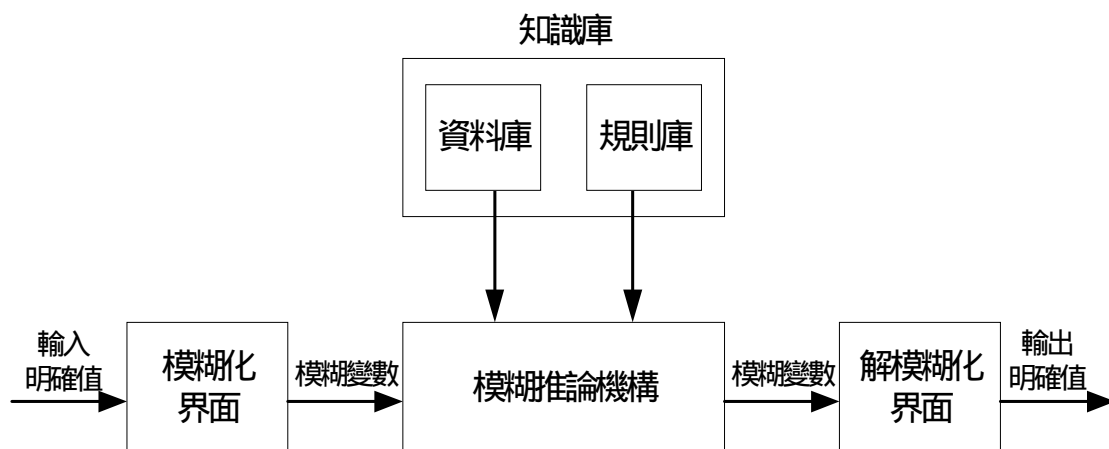 知識庫
資料庫
規則庫
輸入
明確值
模糊化
界面
模糊變數
模糊推論機構
模糊變數
解模糊化
界面
輸出
明確值